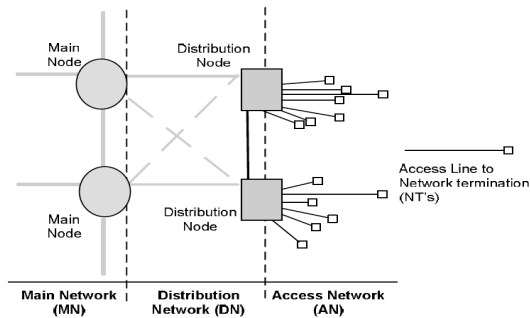 Main
Node
Distribution
Node
Access Line to
Network termination
(NT's)
Main
Node
Distribution
Node
Main Network
(MN)
Distribution
Network (DN)
Access Network
(AN)